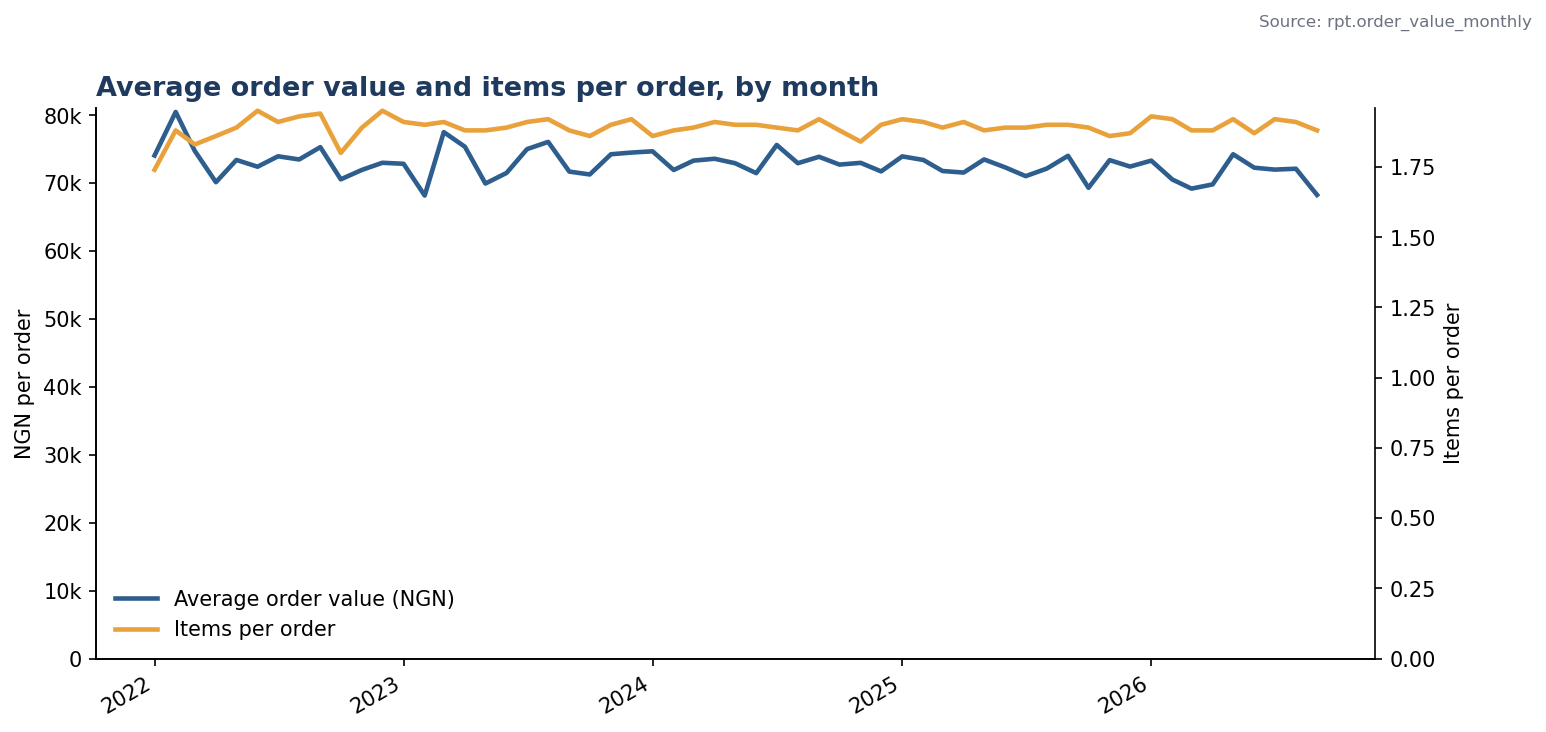 Source: rpt.order_value_monthly
Average order value and items per order, by month
NGN per order
80k
70k
60k
50k
40k
30k
20k
10k
0
Average order value (NGN)
Items per order
1.75
1.50
1.25
1.00
0.75
0.50
0.25
0.00
Items per order
2022
2023
2024
2025
2026